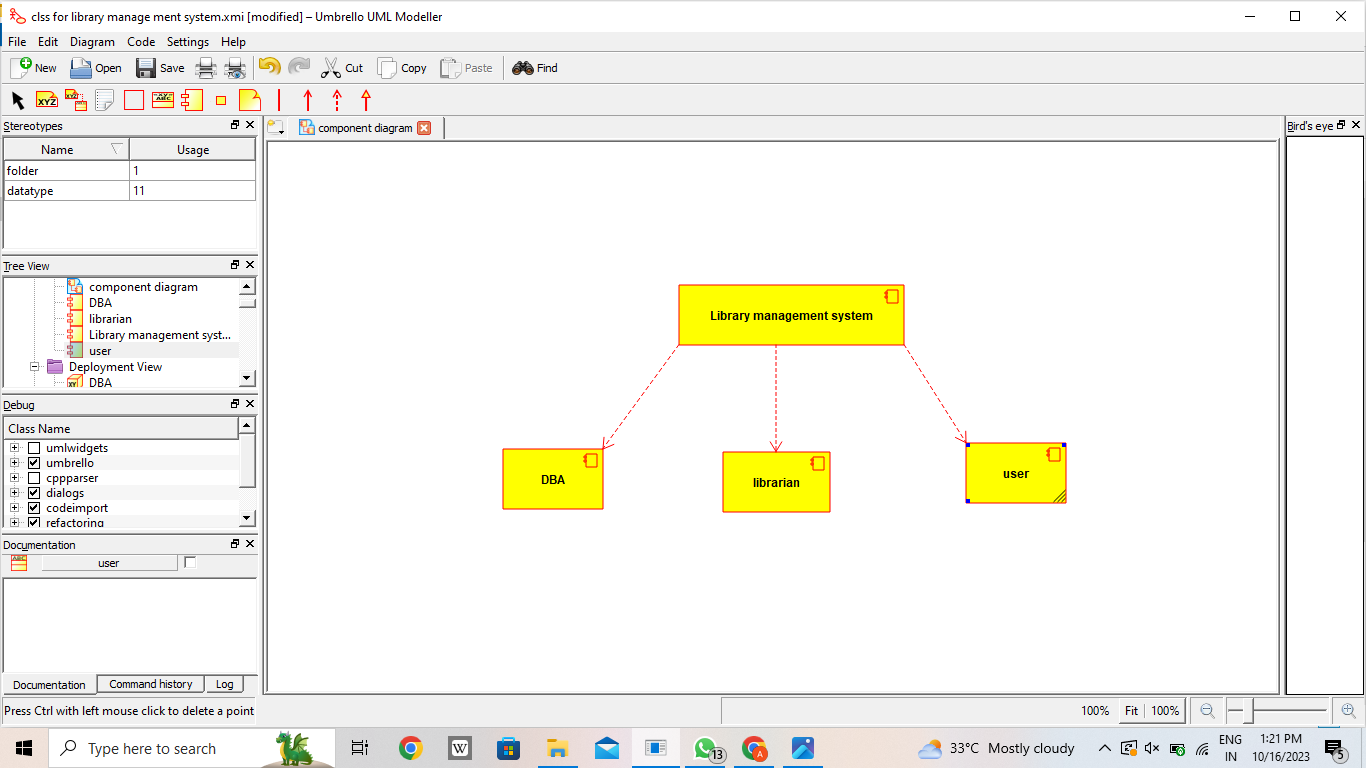 clss for library manage ment system.xmi [modified] – Umbrello UML Modeller
File Edit Diagram Code Settings Help
New Open Save Cut Copy Paste Find
XYZ XYZ ABC
Stereotypes
component diagram
Bird's eye
Name Usage
folder 1
datatype 11
Tree View
component diagram
DBA
librarian
Library management syst...
user
Deployment View
DBA
Library management system
DBA
librarian
user
Debug
Class Name
umlwidgets
umbrello
cppparser
dialogs
codeimport
refactoring
Documentation
user
Documentation Command history Log
Press Ctrl with left mouse click to delete a point
100% Fit 100%
Type here to search
W
13
A
33°C Mostly cloudy
ENG
IN
1:21 PM
10/16/2023
5